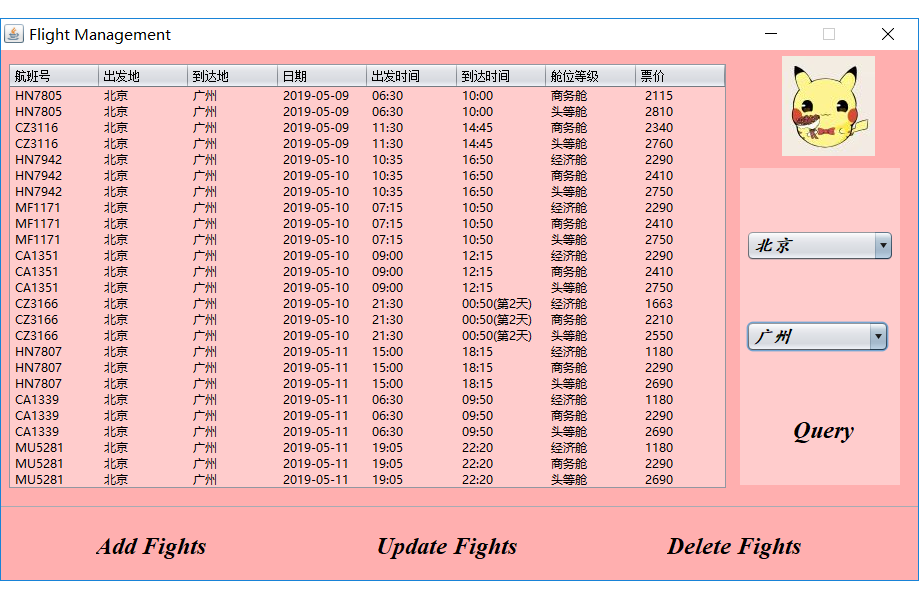 Flight Management
航班号 出发地 到达地 日期 出发时间 到达时间 舱位等级 票价
HN7805 北京 广州 2019-05-09 06:30 10:00 商务舱 2115
HN7805 北京 广州 2019-05-09 06:30 10:00 头等舱 2810
CZ3116 北京 广州 2019-05-09 11:30 14:45 商务舱 2340
CZ3116 北京 广州 2019-05-09 11:30 14:45 头等舱 2760
HN7942 北京 广州 2019-05-10 10:35 16:50 经济舱 2290
HN7942 北京 广州 2019-05-10 10:35 16:50 商务舱 2410
HN7942 北京 广州 2019-05-10 10:35 16:50 头等舱 2750
MF1171 北京 广州 2019-05-10 07:15 10:50 经济舱 2290
MF1171 北京 广州 2019-05-10 07:15 10:50 商务舱 2410
MF1171 北京 广州 2019-05-10 07:15 10:50 头等舱 2750
CA1351 北京 广州 2019-05-10 09:00 12:15 经济舱 2290
CA1351 北京 广州 2019-05-10 09:00 12:15 商务舱 2410
CA1351 北京 广州 2019-05-10 09:00 12:15 头等舱 2750
CZ3166 北京 广州 2019-05-10 21:30 00:50(第2天) 经济舱 1663
CZ3166 北京 广州 2019-05-10 21:30 00:50(第2天) 商务舱 2210
CZ3166 北京 广州 2019-05-10 21:30 00:50(第2天) 头等舱 2550
HN7807 北京 广州 2019-05-11 15:00 18:15 经济舱 1180
HN7807 北京 广州 2019-05-11 15:00 18:15 商务舱 2290
HN7807 北京 广州 2019-05-11 15:00 18:15 头等舱 2690
CA1339 北京 广州 2019-05-11 06:30 09:50 经济舱 1180
CA1339 北京 广州 2019-05-11 06:30 09:50 商务舱 2290
CA1339 北京 广州 2019-05-11 06:30 09:50 头等舱 2690
MU5281 北京 广州 2019-05-11 19:05 22:20 经济舱 1180
MU5281 北京 广州 2019-05-11 19:05 22:20 商务舱 2290
MU5281 北京 广州 2019-05-11 19:05 22:20 头等舱 2690
北京
广州
Query
Add Fights Update Fights Delete Fights